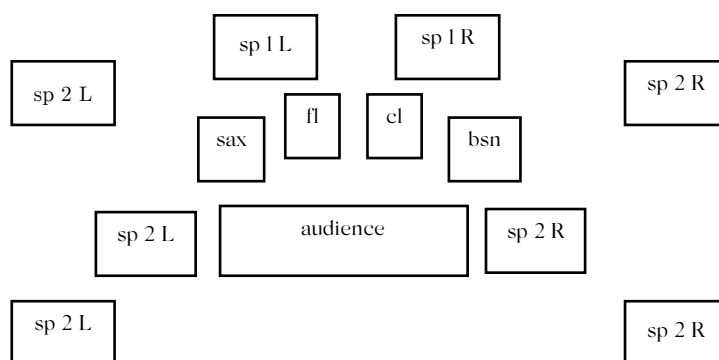 sp 1 L
sp 1 R
sp 2 L
sp 2 R
fl
cl
sax
bsn
sp 2 L
audience
sp 2 R
sp 2 L
sp 2 R